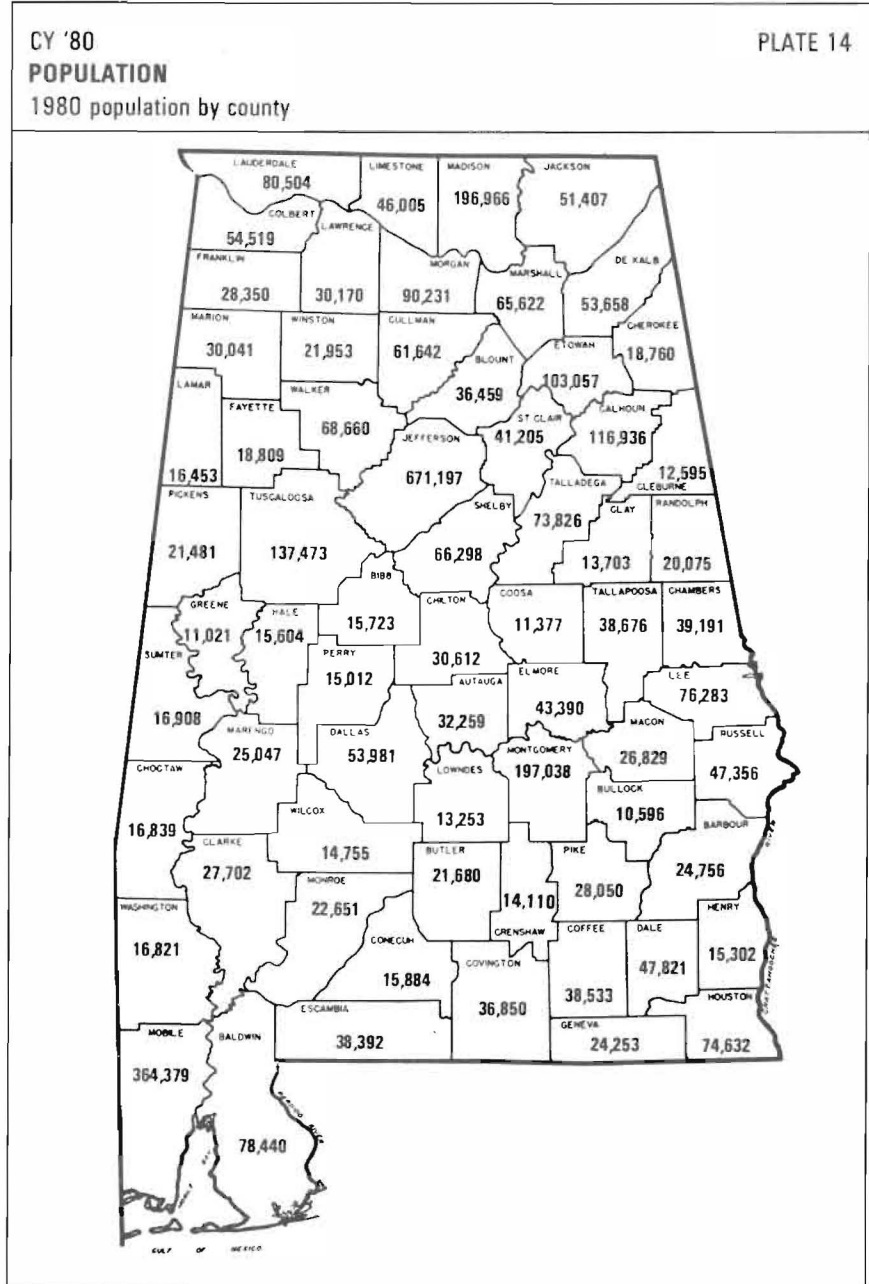 CY '80
PLATE 14
POPULATION
1980 population by county
LAUDERDALE
80,504
LIMESTONE
46,005
MADISON
196,966
JACKSON
51,407
COLBERT
54,519
LAWRENCE
30,170
FRANKLIN
28,350
MORGAN
90,231
MARSHALL
65,622
DE KALB
53,658
CHEROKEE
18,760
MARION
30,041
WINSTON
21,953
CULLMAN
61,642
BLOUNT
36,459
ETOWAH
103,057
LAMAR
16,453
FAYETTE
18,809
WALKER
68,660
JEFFERSON
671,197
ST CLAIR
41,205
CALHOUN
116,936
12,595
CLEBURNE
PICKENS
21,481
TUSCALOOSA
137,473
SHELBY
66,298
TALLADEGA
73,826
CLAY
13,703
RANDOLPH
20,075
GREENE
11,021
HALE
15,604
BIBB
15,723
CHILTON
30,612
COOSA
11,377
TALLAPOOSA
38,676
CHAMBERS
39,191
SUMTER
16,908
PERRY
15,012
AUTAUGA
32,259
ELMORE
43,390
LEE
76,283
MARENGO
25,047
DALLAS
53,981
LOWNDES
13,253
MONTGOMERY
197,038
MACON
26,829
RUSSELL
47,356
CHOCTAW
16,839
WILCOX
14,755
BULLOCK
10,596
BARBOUR
24,756
CLARKE
27,702
MONROE
22,651
BUTLER
21,680
14,110
CRENSHAW
PIKE
28,050
HENRY
15,302
WASHINGTON
16,821
CONECUH
15,884
COVINGTON
36,850
COFFEE
38,533
DALE
47,821
HOUSTON
74,632
ESCAMBIA
38,392
GENEVA
24,253
MOBILE
364,379
BALDWIN
78,440
CHATTAHOOCHEE RIVER
PERDIDO RIVER
MOBILE BAY
GULF OF MEXICO